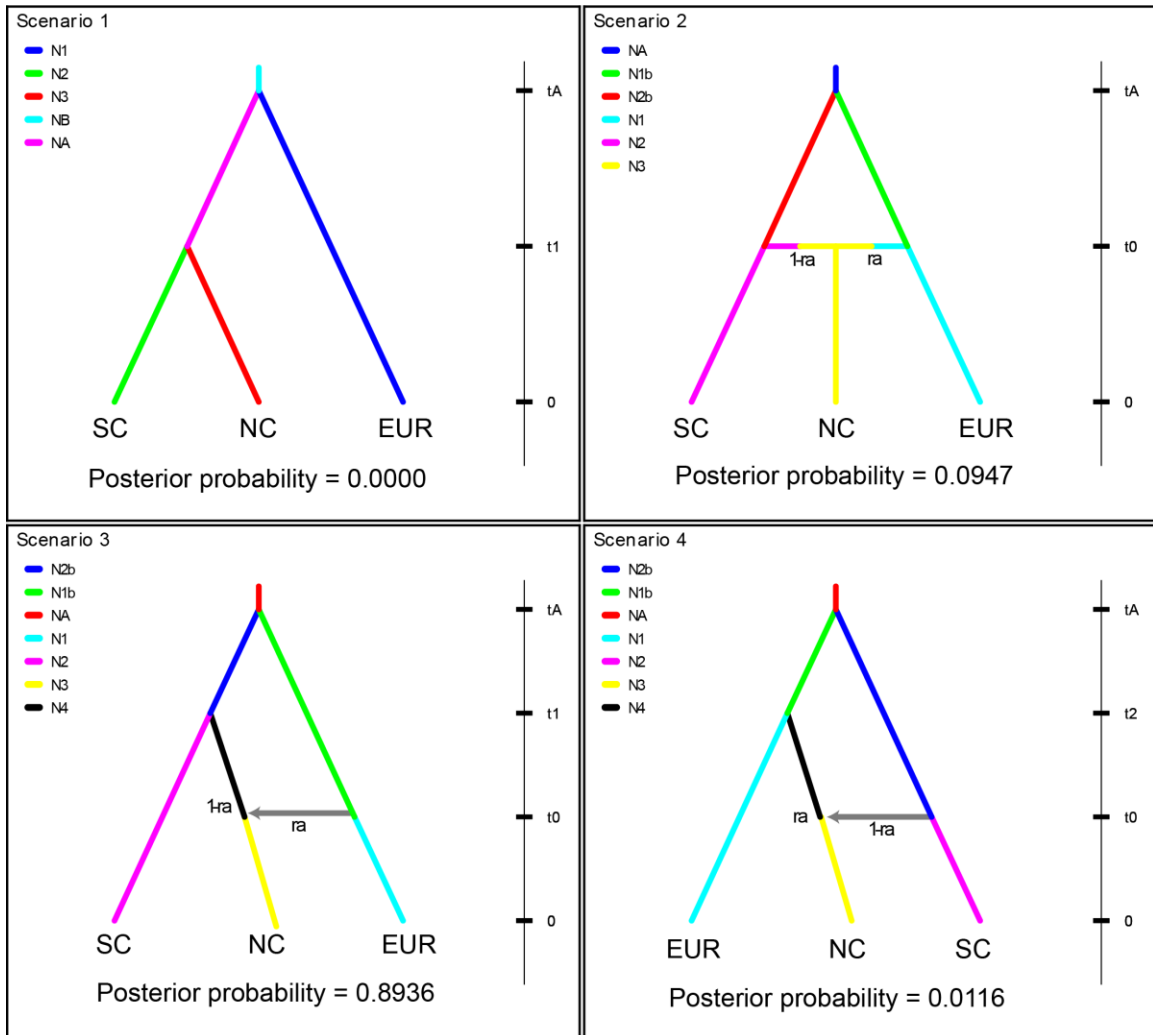 Scenario 1
N1
N2
N3
NB
NA
tA
t1
0
SC NC EUR
Posterior probability = 0.0000
Scenario 2
NA
N1b
N2b
N1
N2
N3
tA
t0
1-ra ra
0
SC NC EUR
Posterior probability = 0.0947
Scenario 3
N2b
N1b
NA
N1
N2
N3
N4
tA
t1
1-ra
ra
t0
0
SC NC EUR
Posterior probability = 0.8936
Scenario 4
N2b
N1b
NA
N1
N2
N3
N4
tA
t2
ra
1-ra
t0
0
EUR NC SC
Posterior probability = 0.0116